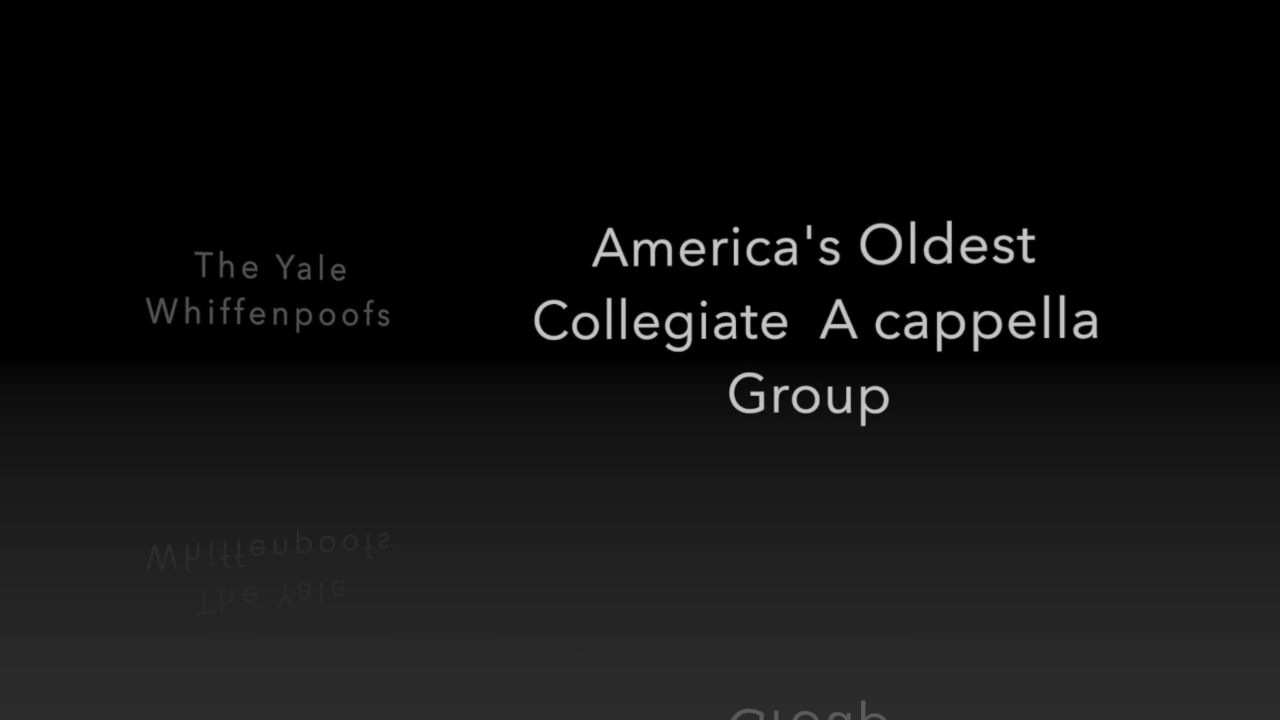 The Yale
Whiffenpoofs
America's Oldest
Collegiate  A cappella
Group